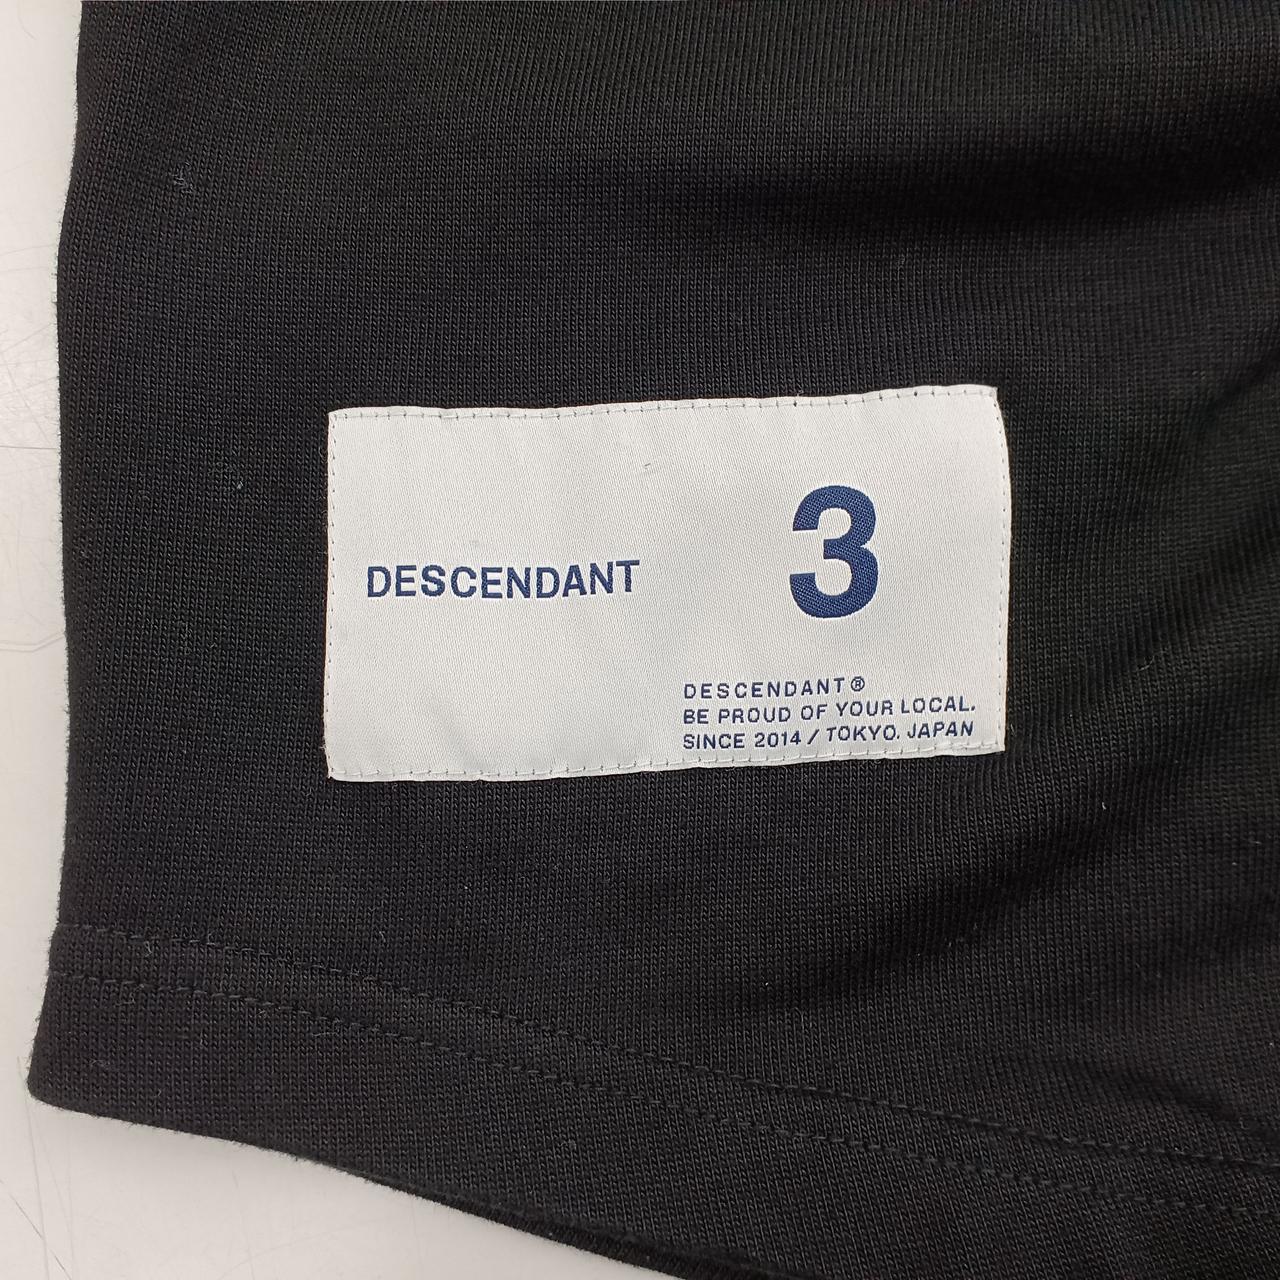 DESCENDANT
3
DESCENDANT®
BE PROUD OF YOUR LOCAL.
SINCE 2014 / TOKYO. JAPAN